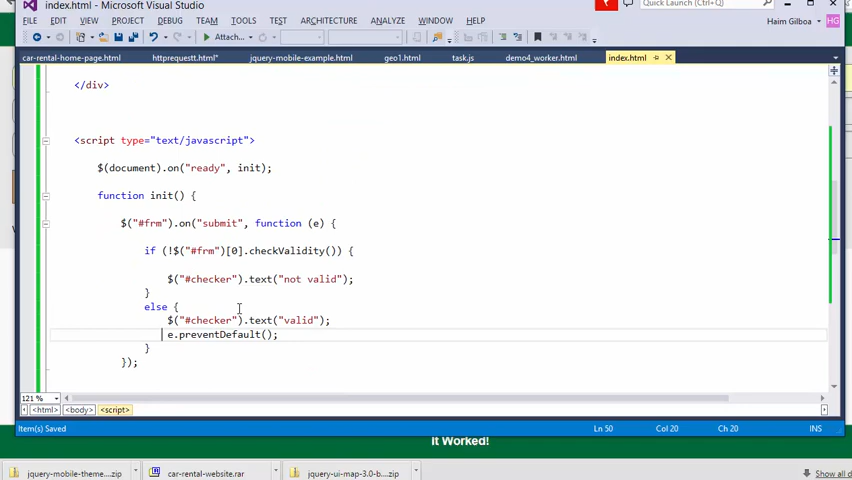 index.html - Microsoft Visual Studio
Quick Launch (Ctrl+Q)
FILE EDIT VIEW PROJECT DEBUG TEAM TOOLS TEST ARCHITECTURE ANALYZE WINDOW HELP
Haim Gilboa HG
Attach...
car-rental-home-page.html httprequestt.html* jquery-mobile-example.html geo1.html task.js demo4_worker.html index.html
</div>
<script type="text/javascript">
$(document).on("ready", init);
function init() {
$("#frm").on("submit", function (e) {
if (!$("#frm")[0].checkValidity()) {
$("#checker").text("not valid");
}
else {
$("#checker").text("valid");
e.preventDefault();
}
});
121 %
<html> <body> <script>
Item(s) Saved Ln 50 Col 20 Ch 20 INS
It Worked!
jquery-mobile-theme....zip car-rental-website.rar jquery-ui-map-3.0-b....zip Show all d